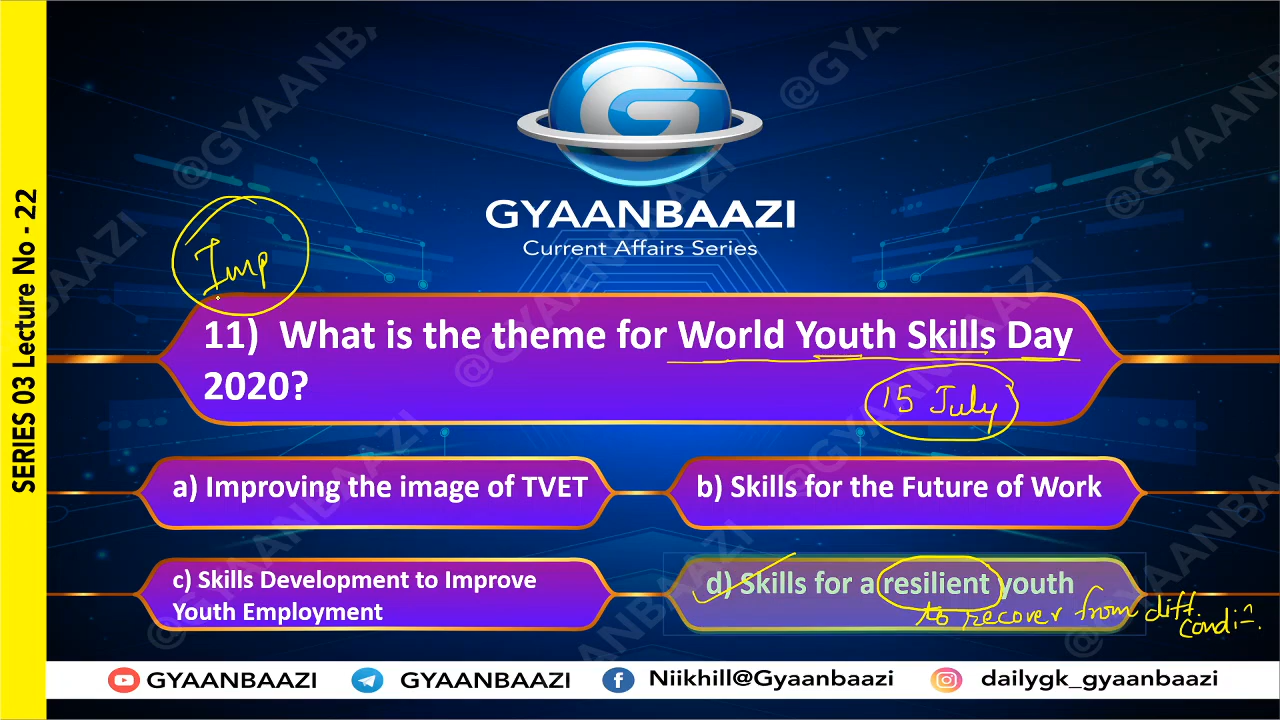 SERIES 03 Lecture No - 22
GYAANBAAZI
Current Affairs Series
Imp
11) What is the theme for World Youth Skills Day
2020?
15 July
a) Improving the image of TVET
b) Skills for the Future of Work
c) Skills Development to Improve
Youth Employment
d) Skills for a resilient youth
to recover from diff.
GYAANBAAZI
GYAANBAAZI
Niikhill@Gyaanbaazi
dailygk_gyaanbaazi
@GYAANBAAZI